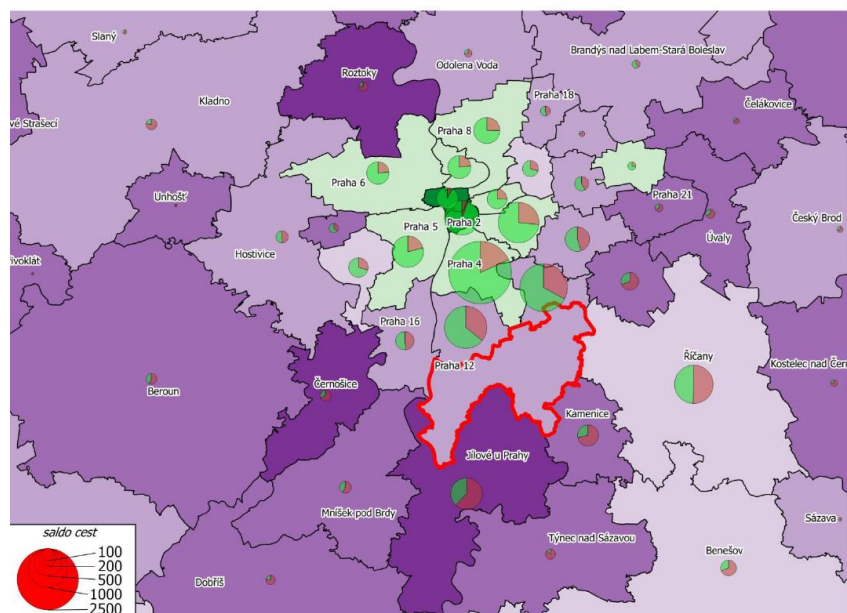 Slaný
Roztoky
Odolena Voda
Brandýs nad Labem-Stará Boleslav
Kladno
Praha 18
Čelákovice
vé Strašecí
Praha 8
Praha 6
Unhošť
Praha 21
Praha 2
Praha 5
Český Brod
Hostivice
Úvaly
řivoklát
Praha 4
Praha 16
Říčany
Praha 12
Kostelec nad Čern
Černošice
Beroun
Kamenice
Jílové u Prahy
Mníšek pod Brdy
Sázava
saldo cest
Týnec nad Sázavou
100
200
Benešov
500
Dobříš
1000
2500